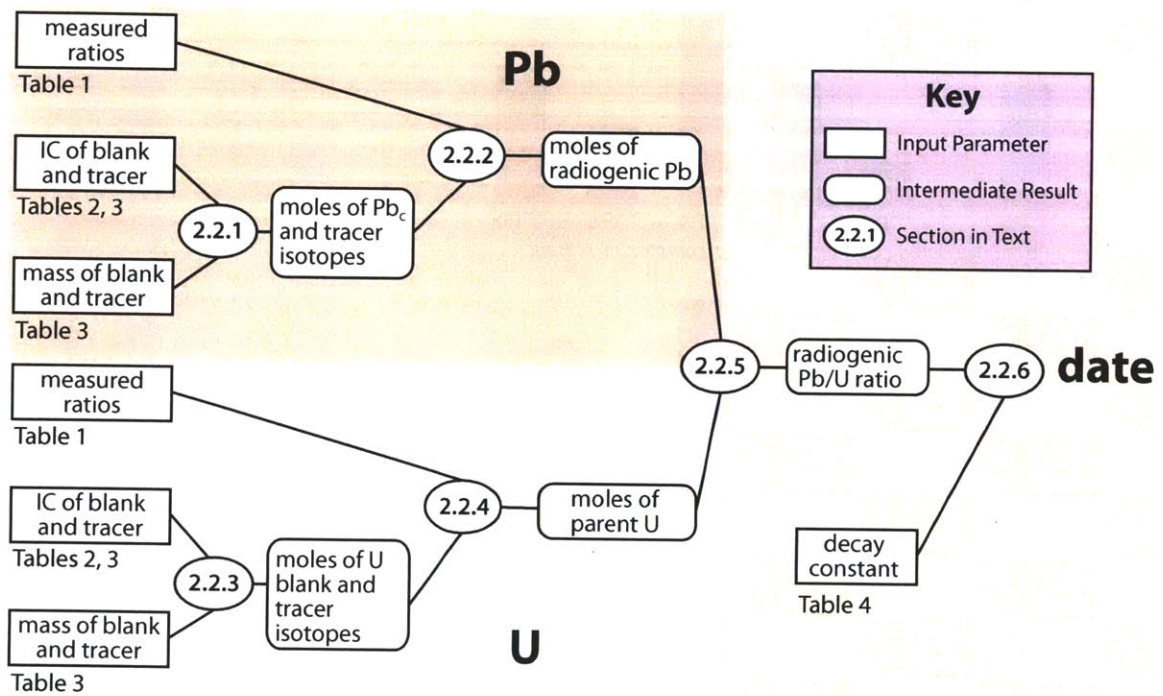 measured
ratios
Table 1
Pb
IC of blank
and tracer
Tables 2, 3
mass of blank
and tracer
Table 3
2.2.1
moles of Pbc
and tracer
isotopes
2.2.2
moles of
radiogenic Pb
Key
Input Parameter
Intermediate Result
2.2.1
Section in Text
measured
ratios
Table 1
IC of blank
and tracer
Tables 2, 3
mass of blank
and tracer
Table 3
2.2.3
moles of U
blank and
tracer
isotopes
2.2.4
moles of
parent U
U
2.2.5
radiogenic
Pb/U ratio
2.2.6
date
decay
constant
Table 4